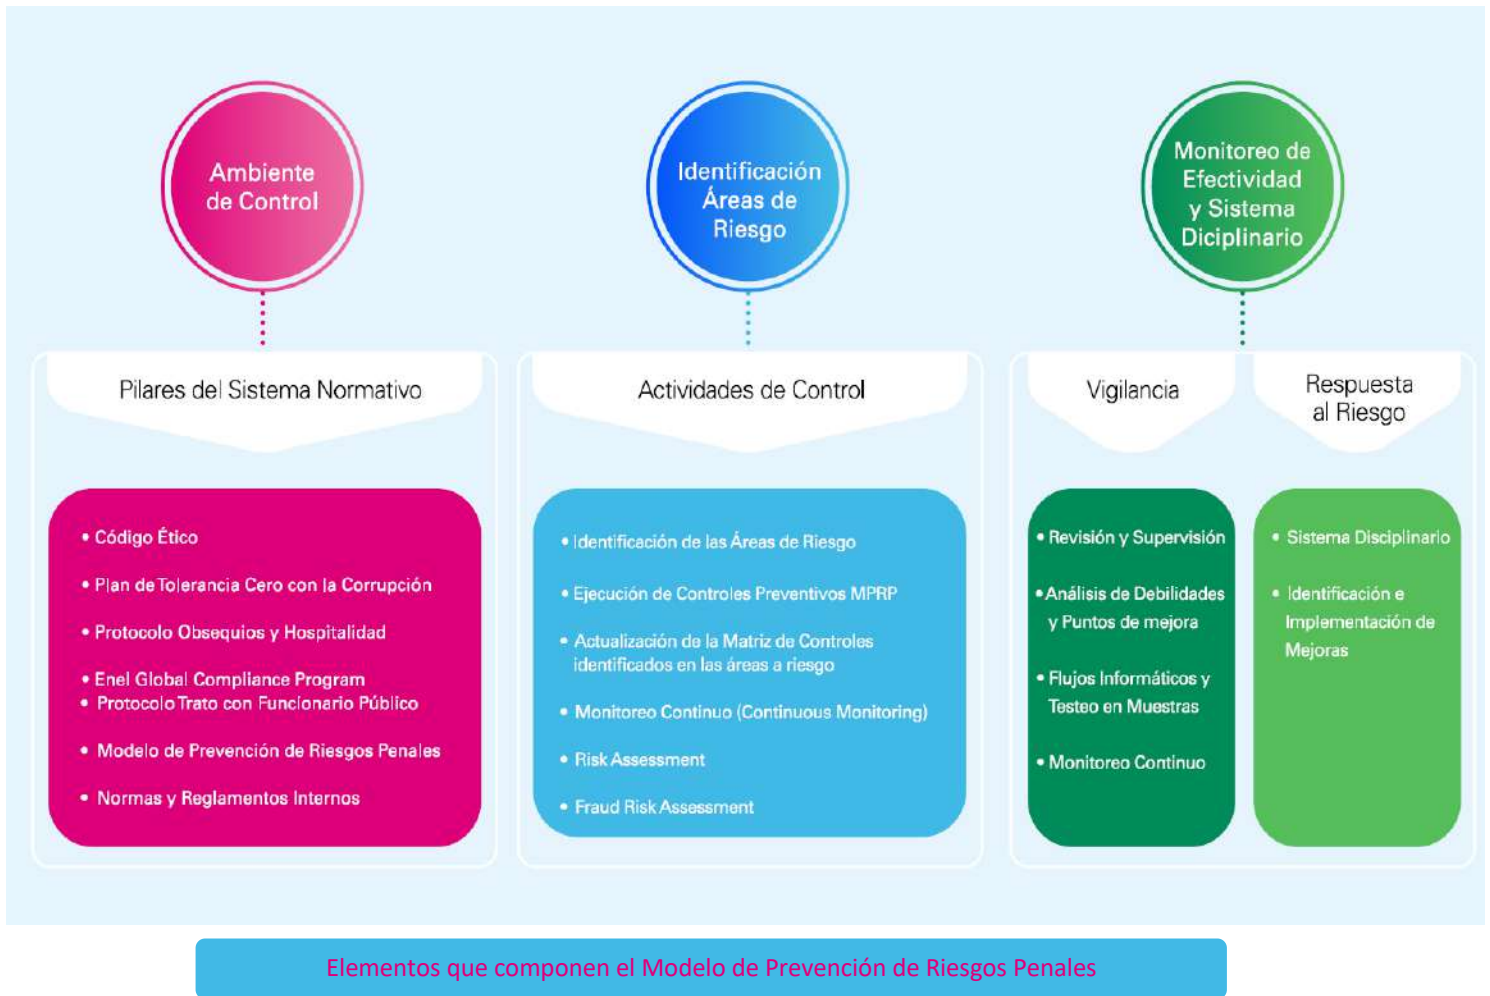 Ambiente
de Control
Identificación
Áreas de
Riesgo
Monitoreo de
Efectividad
y Sistema
Diciplinario
Pilares del Sistema Normativo
• Código Ético
• Plan de Tolerancia Cero con la Corrupción
• Protocolo Obsequios y Hospitalidad
• Enel Global Compliance Program
• Protocolo Trato con Funcionario Público
• Modelo de Prevención de Riesgos Penales
• Normas y Reglamentos Internos
Actividades de Control
• Identificación de las Áreas de Riesgo
• Ejecución de Controles Preventivos MPRP
• Actualización de la Matriz de Controles
identificados en las áreas a riesgo
• Monitoreo Continuo (Continuous Monitoring)
• Risk Assessment
• Fraud Risk Assessment
Vigilancia
• Revisión y Supervisión
• Análisis de Debilidades
y Puntos de mejora
• Flujos Informáticos y
Testeo en Muestras
• Monitoreo Continuo
Respuesta
al Riesgo
• Sistema Disciplinario
• Identificación e
Implementación de
Mejoras
Elementos que componen el Modelo de Prevención de Riesgos Penales